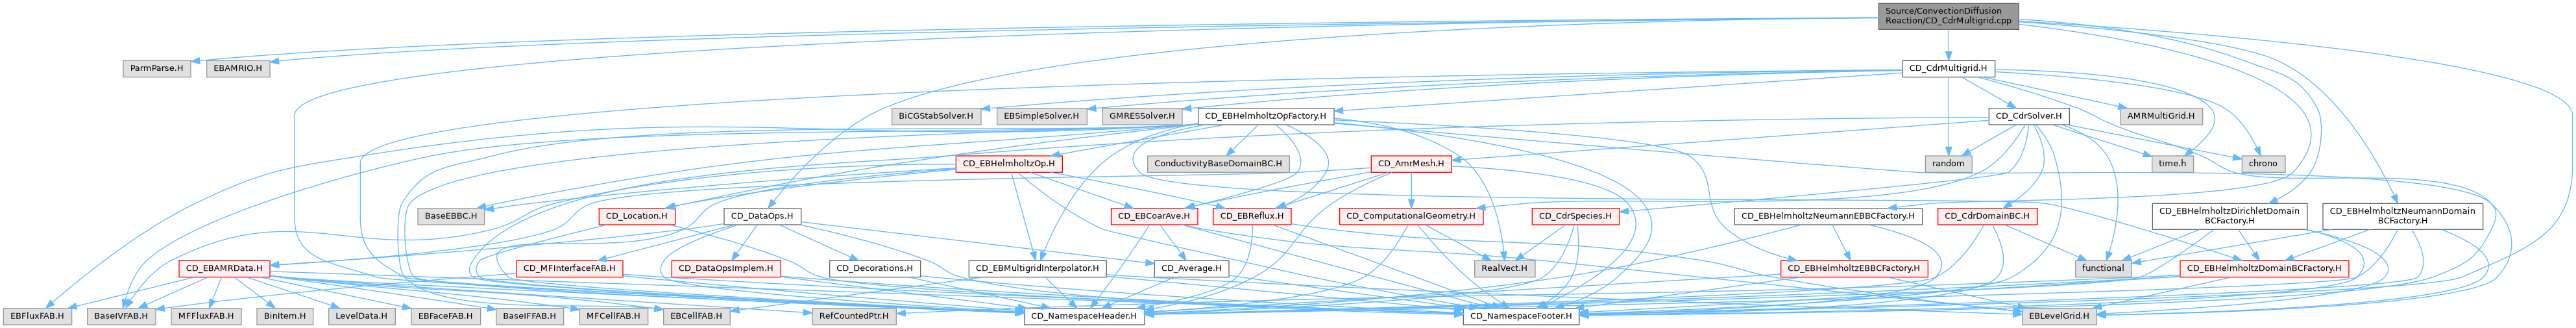 Source/ConvectionDiffusion
Reaction/CD_CdrMultigrid.cpp
ParmParse.H
EBAMRIO.H
CD_CdrMultigrid.H
BiCGStabSolver.H
EBSimpleSolver.H
GMRESSolver.H
CD_EBHelmholtzOpFactory.H
CD_CdrSolver.H
AMRMultiGrid.H
CD_EBHelmholtzOp.H
ConductivityBaseDomainBC.H
CD_AmrMesh.H
random
time.h
chrono
BaseEBBC.H
CD_Location.H
CD_DataOps.H
CD_EBCoarAve.H
CD_EBReflux.H
CD_ComputationalGeometry.H
CD_CdrSpecies.H
CD_EBHelmholtzNeumannEBBCFactory.H
CD_CdrDomainBC.H
CD_EBHelmholtzDirichletDomain
BCFactory.H
CD_EBHelmholtzNeumannDomain
BCFactory.H
CD_EBAMRData.H
CD_MFInterfaceFAB.H
CD_DataOpsImplem.H
CD_Decorations.H
CD_EBMultigridInterpolator.H
CD_Average.H
RealVect.H
CD_EBHelmholtzEBBCFactory.H
functional
CD_EBHelmholtzDomainBCFactory.H
EBFluxFAB.H
BaseIVFAB.H
MFFluxFAB.H
BinItem.H
LevelData.H
EBFaceFAB.H
BaseIFFAB.H
MFCellFAB.H
EBCellFAB.H
RefCountedPtr.H
CD_NamespaceHeader.H
CD_NamespaceFooter.H
EBLevelGrid.H